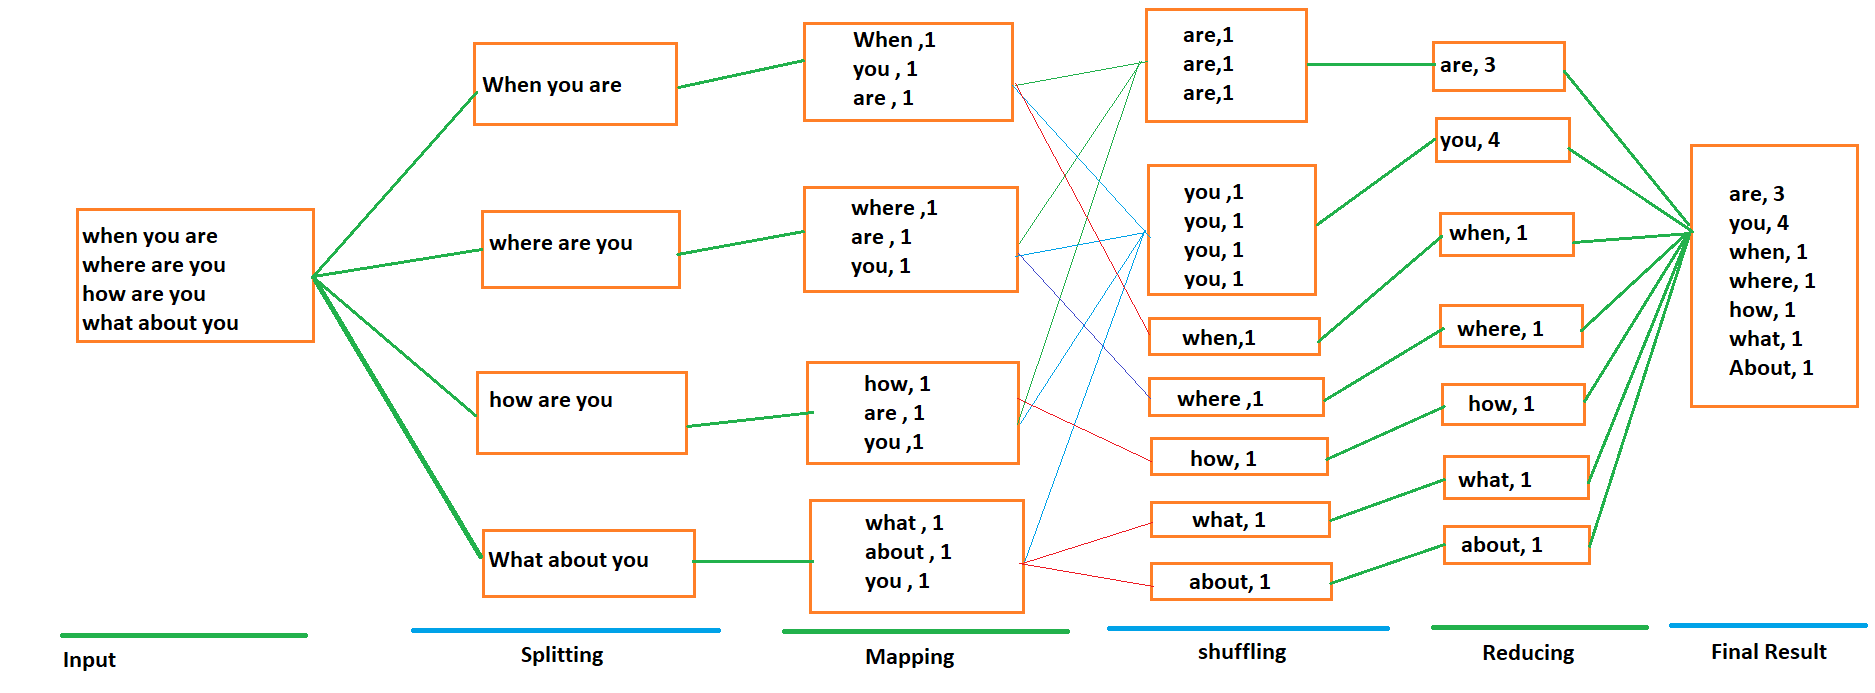 when you are
where are you
how are you
what about you
When you are
where are you
how are you
What about you
When ,1
you , 1
are , 1
where ,1
are , 1
you, 1
how, 1
are , 1
you ,1
what , 1
about , 1
you , 1
are,1
are,1
are,1
you ,1
you, 1
you, 1
you, 1
when,1
where ,1
how, 1
what, 1
about, 1
are, 3
you, 4
when, 1
where, 1
how, 1
what, 1
about, 1
are, 3
you, 4
when, 1
where, 1
how, 1
what, 1
About, 1
Input
Splitting
Mapping
shuffling
Reducing
Final Result